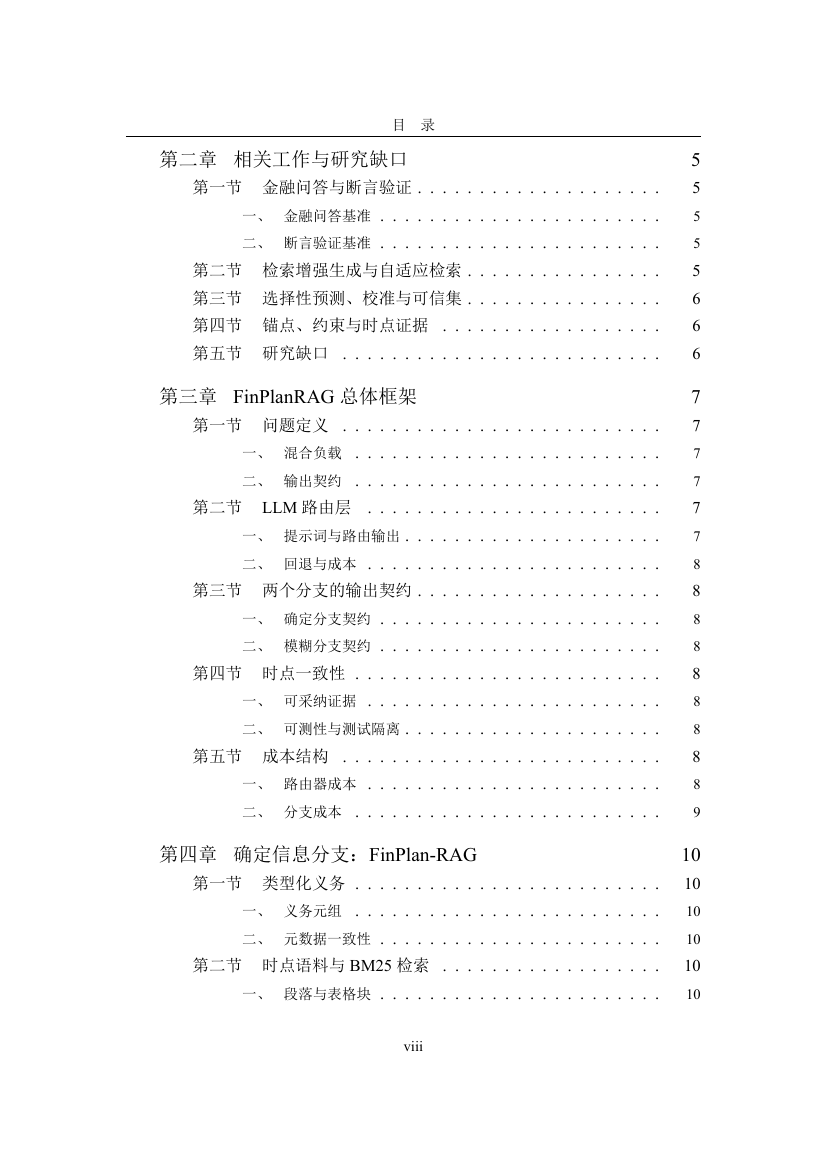 目 录
第二章 相关工作与研究缺口 5
第一节 金融问答与断言验证 . . . . . . . . . . . . . . . . . . . . 5
一、 金融问答基准 . . . . . . . . . . . . . . . . . . . . . . . 5
二、 断言验证基准 . . . . . . . . . . . . . . . . . . . . . . . 5
第二节 检索增强生成与自适应检索 . . . . . . . . . . . . . . . . 5
第三节 选择性预测、校准与可信集 . . . . . . . . . . . . . . . . 6
第四节 锚点、约束与时点证据 . . . . . . . . . . . . . . . . . . 6
第五节 研究缺口 . . . . . . . . . . . . . . . . . . . . . . . . . . 6
第三章 FinPlanRAG 总体框架 7
第一节 问题定义 . . . . . . . . . . . . . . . . . . . . . . . . . . 7
一、 混合负载 . . . . . . . . . . . . . . . . . . . . . . . . . 7
二、 输出契约 . . . . . . . . . . . . . . . . . . . . . . . . . 7
第二节 LLM 路由层 . . . . . . . . . . . . . . . . . . . . . . . . 7
一、 提示词与路由输出 . . . . . . . . . . . . . . . . . . . . . 7
二、 回退与成本 . . . . . . . . . . . . . . . . . . . . . . . . 8
第三节 两个分支的输出契约 . . . . . . . . . . . . . . . . . . . . 8
一、 确定分支契约 . . . . . . . . . . . . . . . . . . . . . . . 8
二、 模糊分支契约 . . . . . . . . . . . . . . . . . . . . . . . 8
第四节 时点一致性 . . . . . . . . . . . . . . . . . . . . . . . . . 8
一、 可采纳证据 . . . . . . . . . . . . . . . . . . . . . . . . 8
二、 可测性与测试隔离 . . . . . . . . . . . . . . . . . . . . . 8
第五节 成本结构 . . . . . . . . . . . . . . . . . . . . . . . . . . 8
一、 路由器成本 . . . . . . . . . . . . . . . . . . . . . . . . 8
二、 分支成本 . . . . . . . . . . . . . . . . . . . . . . . . . 9
第四章 确定信息分支：FinPlan-RAG 10
第一节 类型化义务 . . . . . . . . . . . . . . . . . . . . . . . . . 10
一、 义务元组 . . . . . . . . . . . . . . . . . . . . . . . . . 10
二、 元数据一致性 . . . . . . . . . . . . . . . . . . . . . . . 10
第二节 时点语料与 BM25 检索 . . . . . . . . . . . . . . . . . . 10
一、 段落与表格块 . . . . . . . . . . . . . . . . . . . . . . . 10
viii